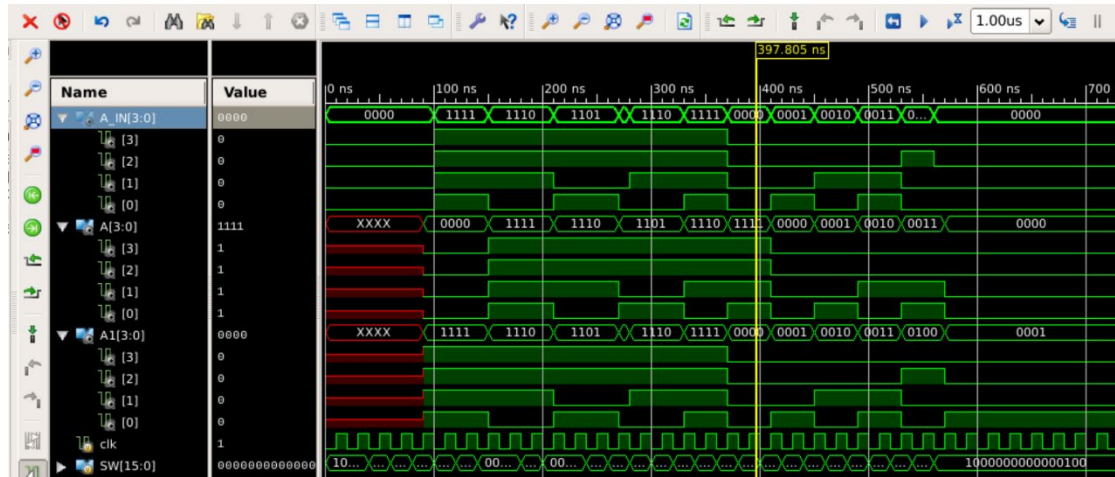 1.00us
397.805 ns
Name Value 0 ns 100 ns 200 ns 300 ns 400 ns 500 ns 600 ns 700
A_IN[3:0] 0000 0000 1111 1110 1101 1110 1111 0000 0001 0010 0011 0... 0000
[3] 0
[2] 0
[1] 0
[0] 0
A[3:0] 1111 XXXX 0000 1111 1110 1101 1110 1111 0000 0001 0010 0011 0000
[3] 1
[2] 1
[1] 1
[0] 1
A1[3:0] 0000 XXXX 1111 1110 1101 1110 1111 0000 0001 0010 0011 0100 0001
[3] 0
[2] 0
[1] 0
[0] 0
clk 1
SW[15:0] 0000000000000 10... ... ... ... ... ... 00... ... 00... ... ... ... ... ... ... ... ... ... ... ... ... ... ... ... 1000000000000100